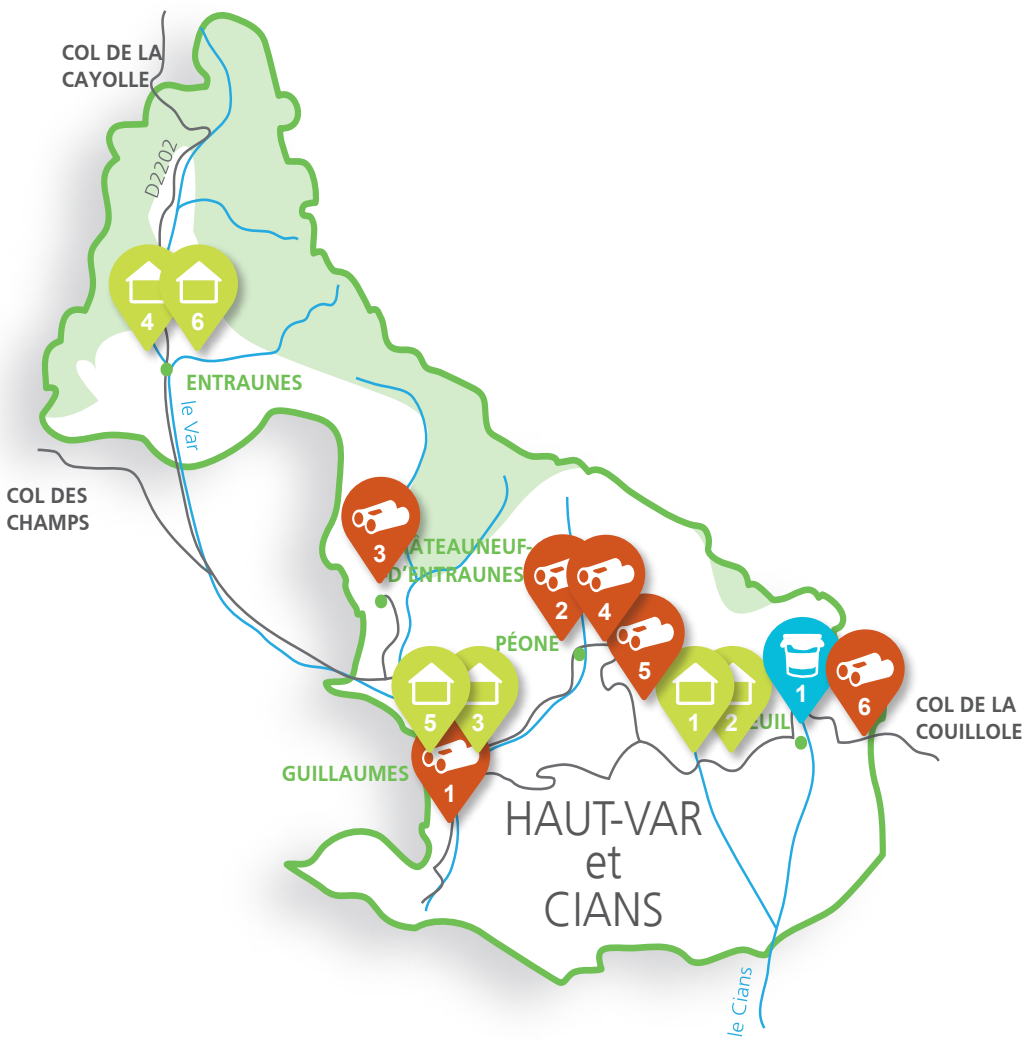 COL DE LA
CAYOLLE
D2202
4
6
ENTRAUNES
le Var
COL DES
CHAMPS
3
ÂTEAUNEUF-
D'ENTRAUNES
2
4
PÉONE
5
1
6
5
3
1
2
EUIL
COL DE LA
COUILLOLE
GUILLAUMES
1
HAUT-VAR
et
CIANS
le Cians